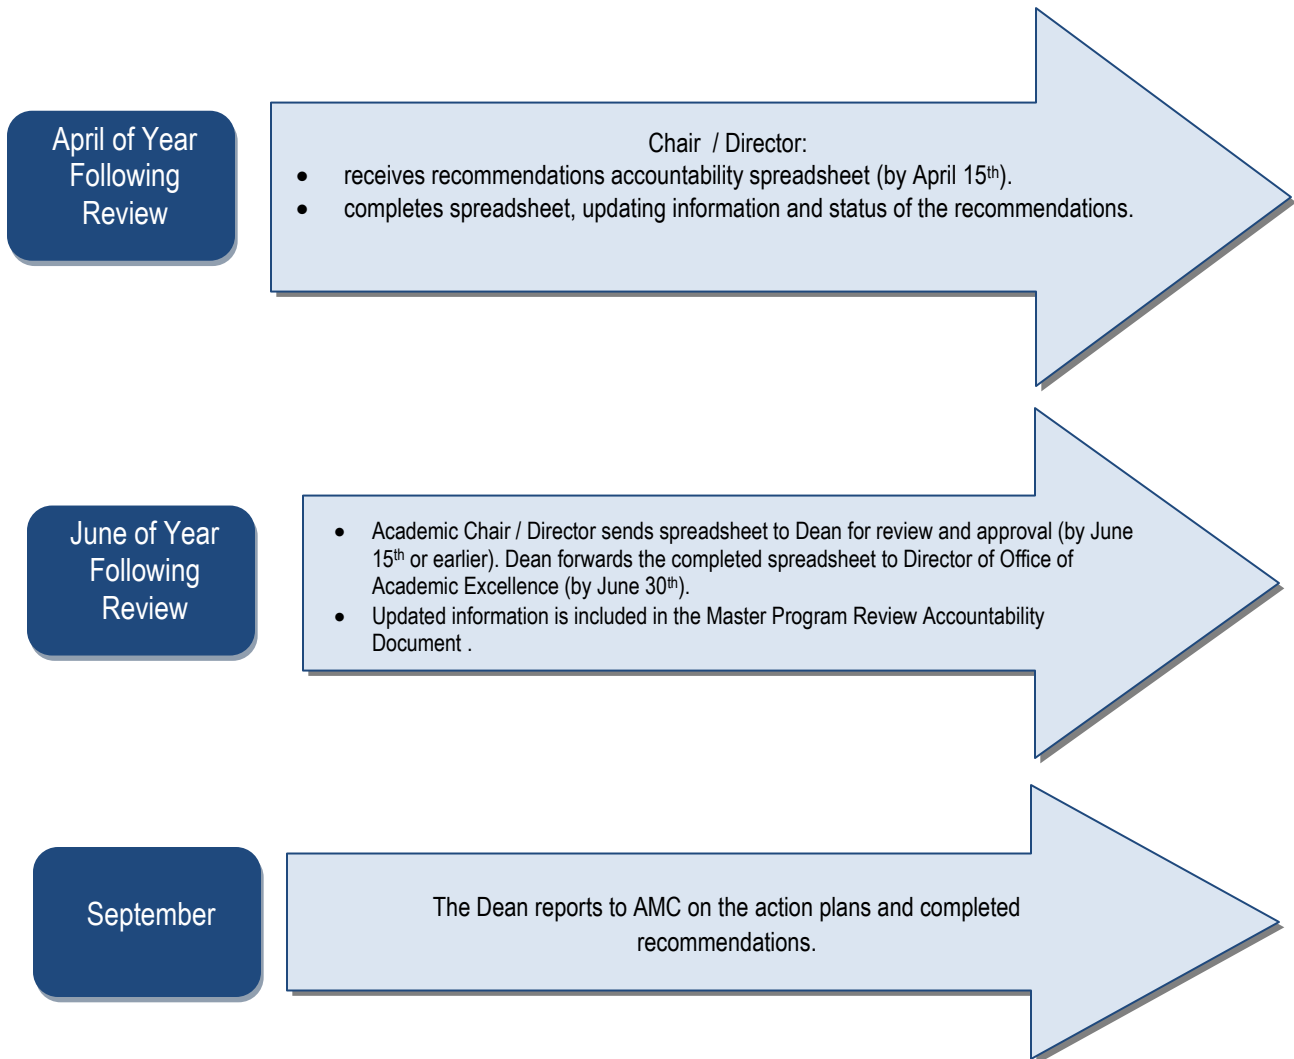 April of Year
Following
Review
Chair / Director:
• receives recommendations accountability spreadsheet (by April 15th).
• completes spreadsheet, updating information and status of the recommendations.
June of Year
Following
Review
• Academic Chair / Director sends spreadsheet to Dean for review and approval (by June
15th or earlier). Dean forwards the completed spreadsheet to Director of Office of
Academic Excellence (by June 30th).
• Updated information is included in the Master Program Review Accountability
Document .
September
The Dean reports to AMC on the action plans and completed
recommendations.